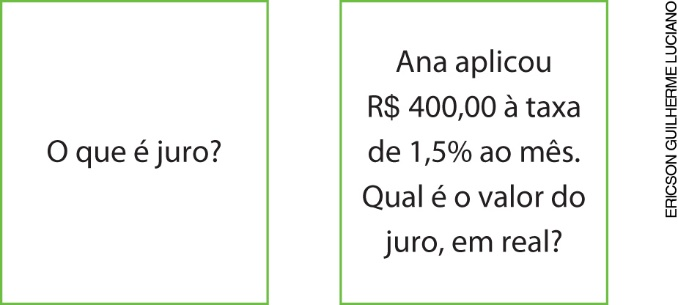 O que é juro?
Ana aplicou
R$ 400,00 à taxa
de 1,5% ao mês.
Qual é o valor do
juro, em real?
ERICSON GUILHERME LUCIANO